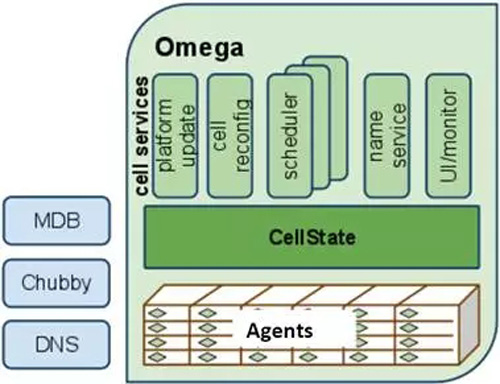 Omega
cell services
platform
update
cell
reconfig
scheduler
name
service
UI/monitor
MDB
CellState
Chubby
Agents
DNS